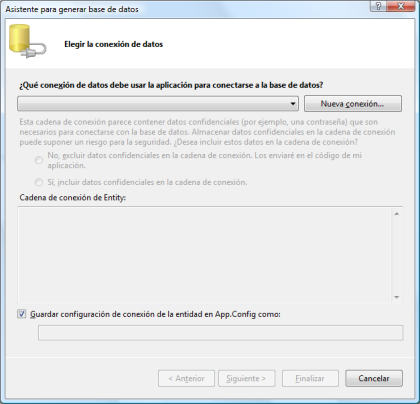 Asistente para generar base de datos
Elegir la conexión de datos
¿Qué conexión de datos debe usar la aplicación para conectarse a la base de datos?
Nueva conexión...
Esta cadena de conexión parece contener datos confidenciales (por ejemplo, una contraseña) que son
necesarios para conectarse con la base de datos. Almacenar datos confidenciales en la cadena de conexión
puede suponer un riesgo para la seguridad. ¿Desea incluir estos datos en la cadena de conexión?
No, excluir datos confidenciales en la cadena de conexión. Los enviaré en el código de mi
aplicación.
Sí, incluir datos confidenciales en la cadena de conexión.
Cadena de conexión de Entity:
Guardar configuración de conexión de la entidad en App.Config como:
< Anterior
Siguiente >
Finalizar
Cancelar